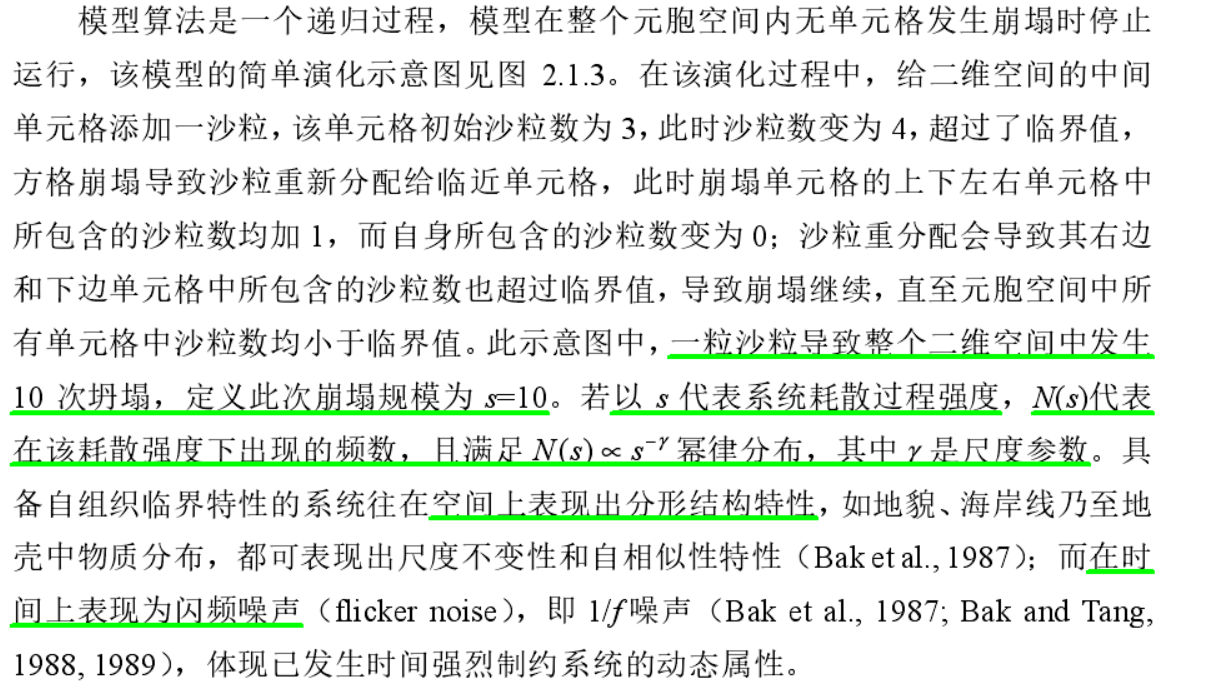 模型算法是一个递归过程，模型在整个元胞空间内无单元格发生崩塌时停止
运行，该模型的简单演化示意图见图 2.1.3。在该演化过程中，给二维空间的中间
单元格添加一沙粒，该单元格初始沙粒数为 3，此时沙粒数变为 4，超过了临界值，
方格崩塌导致沙粒重新分配给临近单元格，此时崩塌单元格的上下左右单元格中
所包含的沙粒数均加 1，而自身所包含的沙粒数变为 0；沙粒重分配会导致其右边
和下边单元格中所包含的沙粒数也超过临界值，导致崩塌继续，直至元胞空间中所
有单元格中沙粒数均小于临界值。此示意图中，一粒沙粒导致整个二维空间中发生
10 次坍塌，定义此次崩塌规模为 s=10。若以 s 代表系统耗散过程强度，N(s)代表
在该耗散强度下出现的频数，且满足 N(s) ∝ s⁻ᵞ 幂律分布，其中 γ 是尺度参数。具
备自组织临界特性的系统往往在空间上表现出分形结构特性，如地貌、海岸线乃至地
壳中物质分布，都可表现出尺度不变性和自相似性特性（Bak et al., 1987）；而在时
间上表现为闪频噪声（flicker noise），即 1/f 噪声（Bak et al., 1987; Bak and Tang,
1988, 1989），体现已发生时间强烈制约系统的动态属性。